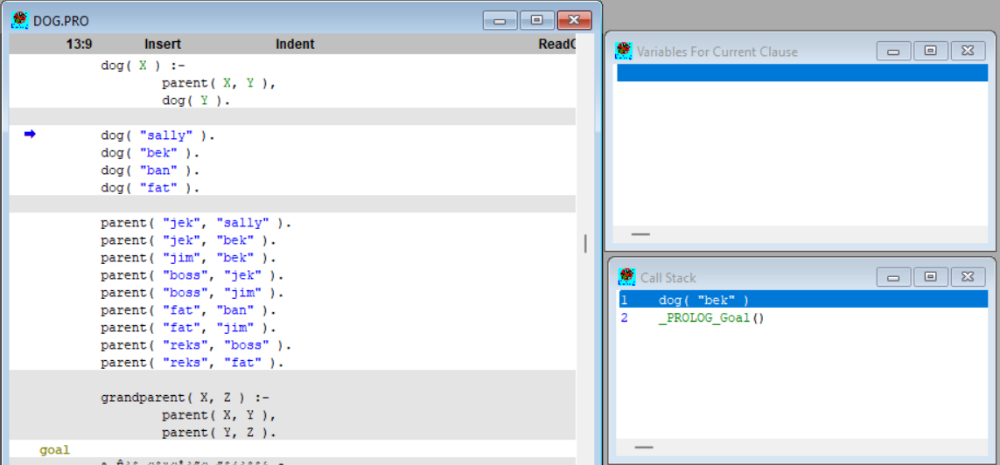 DOG.PRO
13:9 Insert Indent
dog( X ) :-
parent( X, Y ),
dog( Y ).
dog( "sally" ).
dog( "bek" ).
dog( "ban" ).
dog( "fat" ).
parent( "jek", "sally" ).
parent( "jek", "bek" ).
parent( "jim", "bek" ).
parent( "boss", "jek" ).
parent( "boss", "jim" ).
parent( "fat", "ban" ).
parent( "fat", "jim" ).
parent( "reks", "boss" ).
parent( "reks", "fat" ).
grandparent( X, Z ) :-
parent( X, Y ),
parent( Y, Z ).
goal
Variables For Current Clause
Call Stack
1 dog( "bek" )
2 _PROLOG_Goal()